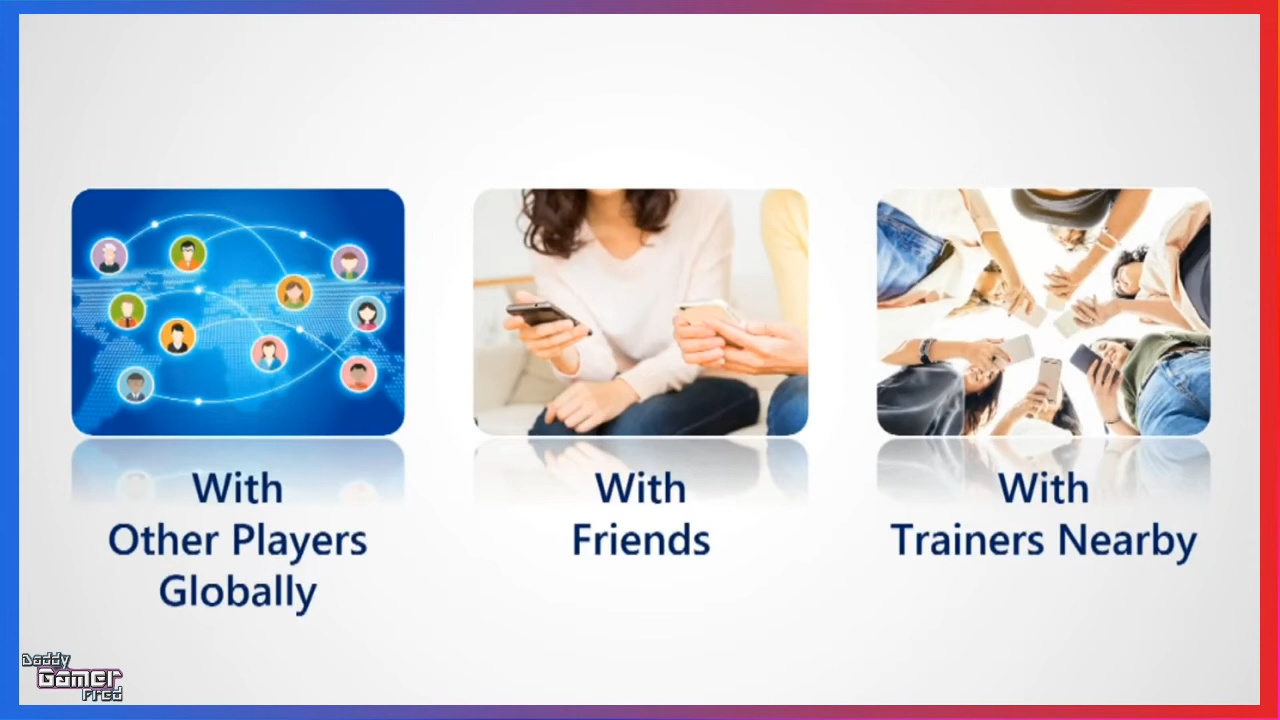 With
Other Players
Globally
With
Friends
With
Trainers Nearby
Daddy
Gamer
Fred